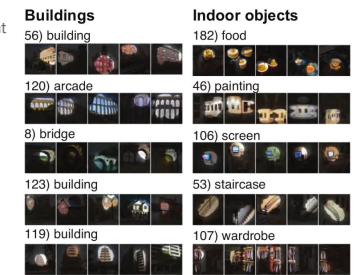 nt
Buildings
56) building
120) arcade
8) bridge
123) building
119) building
Indoor objects
182) food
46) painting
106) screen
53) staircase
107) wardrobe